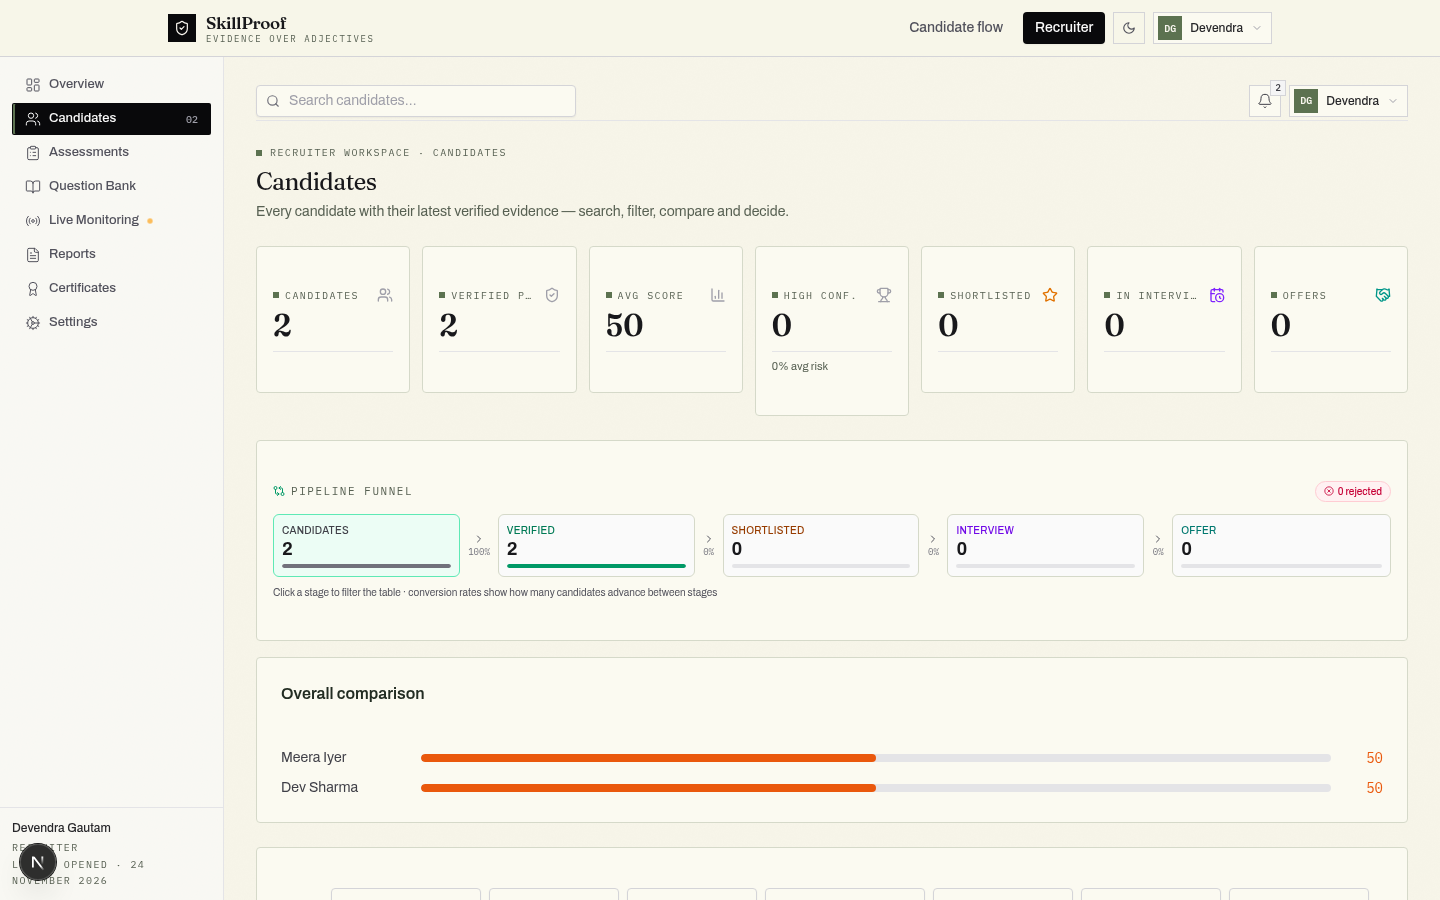 SkillProof
EVIDENCE OVER ADJECTIVES
Candidate flow
Recruiter
DG
Devendra
Overview
Candidates
02
Assessments
Question Bank
Live Monitoring
Reports
Certificates
Settings
Devendra Gautam
OPENED · 24
NOVEMBER 2026
Search candidates...
2
DG
Devendra
RECRUITER WORKSPACE · CANDIDATES
Candidates
Every candidate with their latest verified evidence — search, filter, compare and decide.
CANDIDATES
2
VERIFIED P…
2
AVG SCORE
50
HIGH CONF.
0
0% avg risk
SHORTLISTED
0
IN INTERVI…
0
OFFERS
0
PIPELINE FUNNEL
0 rejected
CANDIDATES
2
100%
VERIFIED
2
0%
SHORTLISTED
0
0%
INTERVIEW
0
0%
OFFER
0
Click a stage to filter the table · conversion rates show how many candidates advance between stages
Overall comparison
Meera Iyer
50
Dev Sharma
50